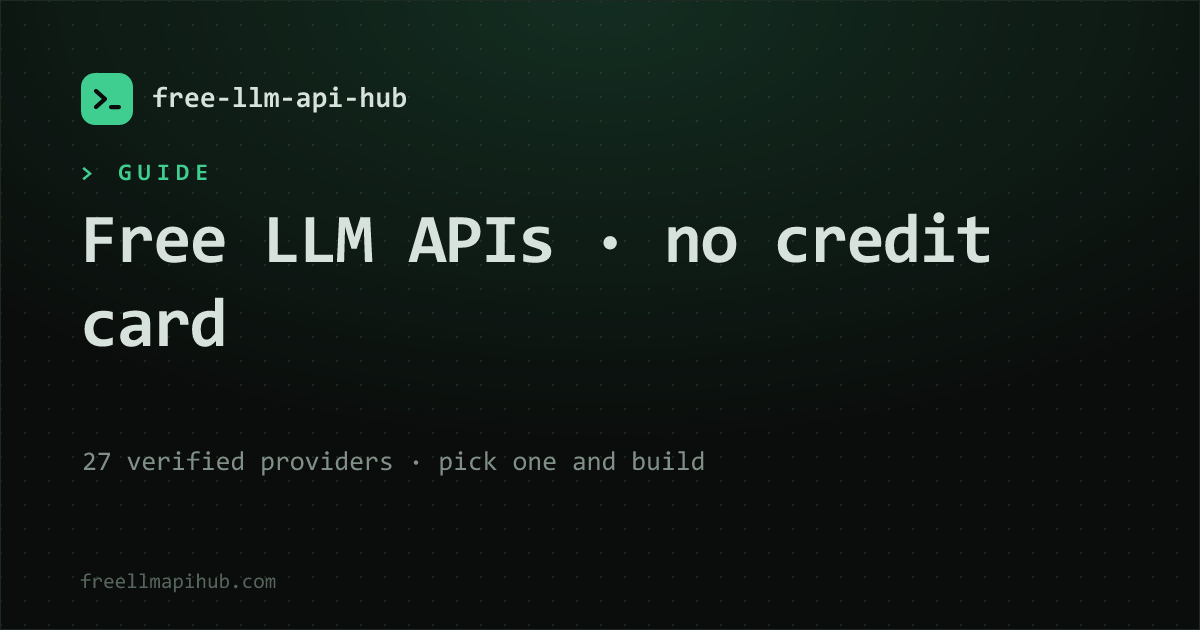 free-llm-api-hub
> GUIDE
Free LLM APIs · no credit
card
27 verified providers · pick one and build
freellmapihub.com